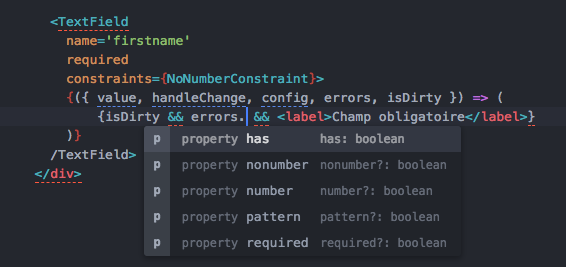 <TextField
name='firstname'
required
constraints={NoNumberConstraint}>
{({ value, handleChange, config, errors, isDirty }) => (
{isDirty && errors. && <label>Champ obligatoire</label>}
p property has has: boolean
p property nonumber nonumber?: boolean
p property number number?: boolean
p property pattern pattern?: boolean
p property required required?: boolean
)}
/TextField>
</div>